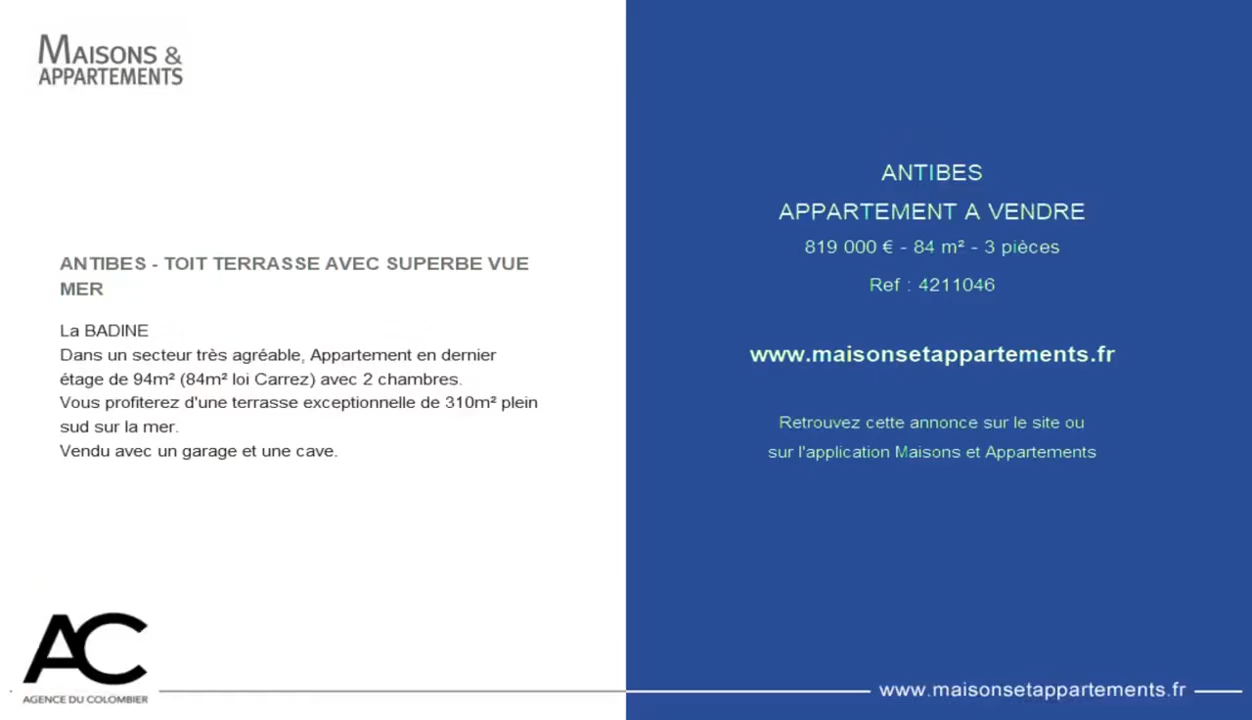 MAISONS &
APPARTEMENTS
ANTIBES - TOIT TERRASSE AVEC SUPERBE VUE
MER
La BADINE
Dans un secteur très agréable, Appartement en dernier
étage de 94m² (84m² loi Carrez) avec 2 chambres.
Vous profiterez d'une terrasse exceptionnelle de 310m² plein
sud sur la mer.
Vendu avec un garage et une cave.
AC
AGENCE DU COLOMBIER
ANTIBES
APPARTEMENT A VENDRE
819 000 € - 84 m² - 3 pièces
Ref : 4211046
www.maisonsetappartements.fr
Retrouvez cette annonce sur le site ou
sur l'application Maisons et Appartements
www.maisonsetappartements.fr